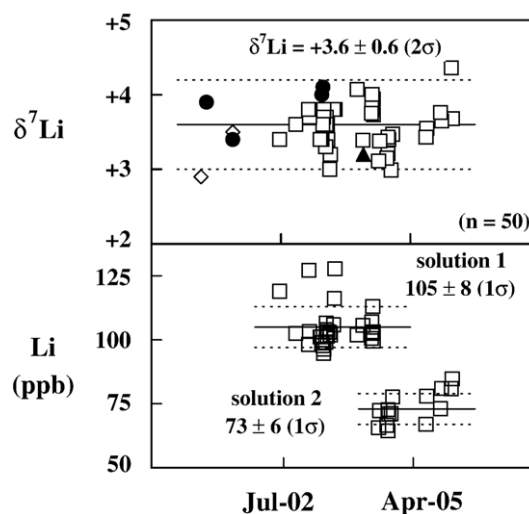 +5
δ⁷Li = +3.6 ± 0.6 (2σ)
+4
δ⁷Li
+3
(n = 50)
+2
solution 1
125
105 ± 8 (1σ)
Li
100
(ppb)
solution 2
75
73 ± 6 (1σ)
50
Jul-02 Apr-05